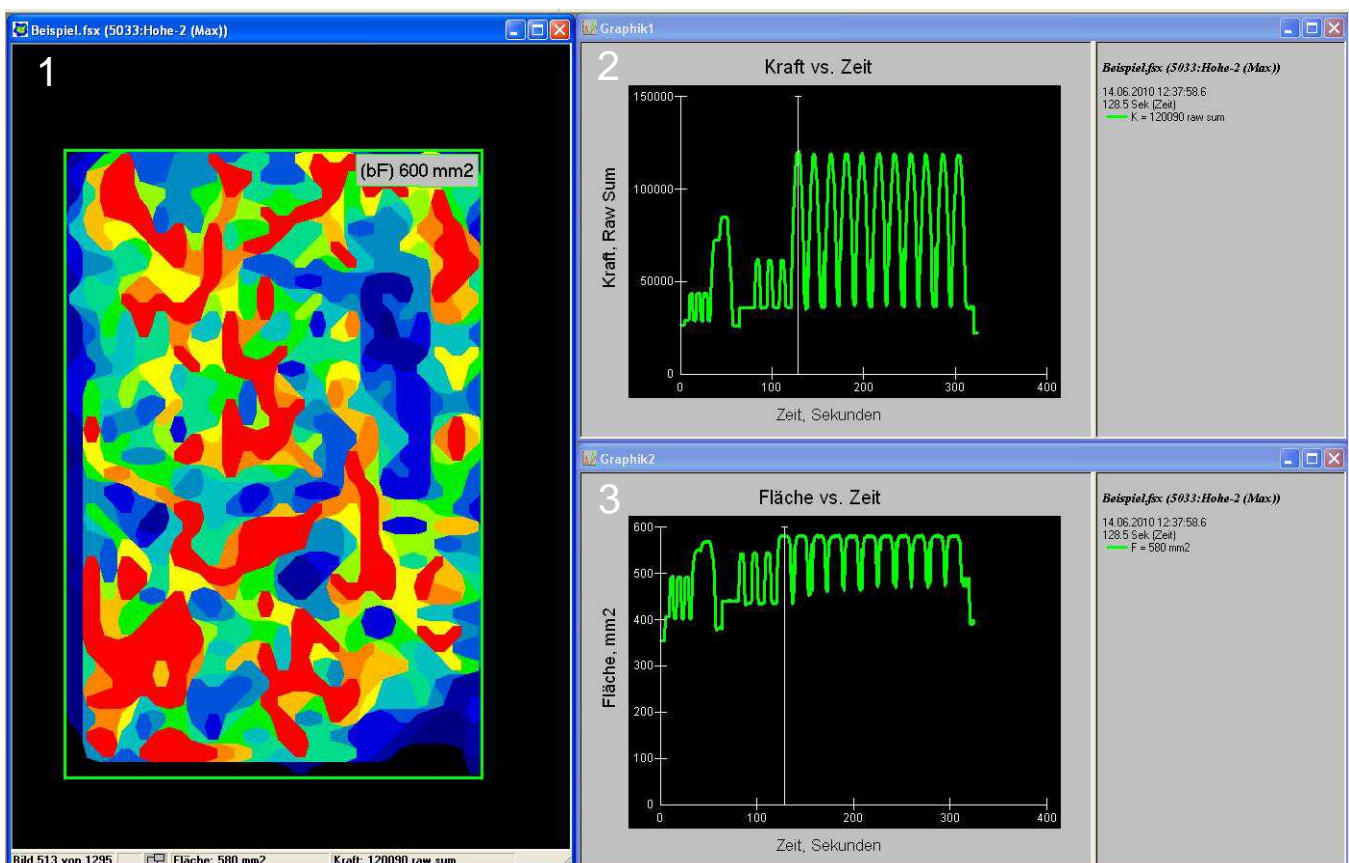 Beispiel.fsx (5033:Hohe-2 (Max))
1
(bF) 600 mm2
Bild 513 von 1295
Fläche: 580 mm2
Kraft: 120090 raw sum
Graphik1
2
Kraft vs. Zeit
150000
100000
50000
0
Kraft, Raw Sum
0 100 200 300 400
Zeit, Sekunden
Beispiel.fsx (5033:Hohe-2 (Max))
14.06.2010 12:37:58.6
128.5 Sek (Zeit)
K = 120090 raw sum
Graphik2
3
Fläche vs. Zeit
600
500
400
300
200
100
0
Fläche, mm2
0 100 200 300 400
Zeit, Sekunden
Beispiel.fsx (5033:Hohe-2 (Max))
14.06.2010 12:37:58.6
128.5 Sek (Zeit)
F = 580 mm2